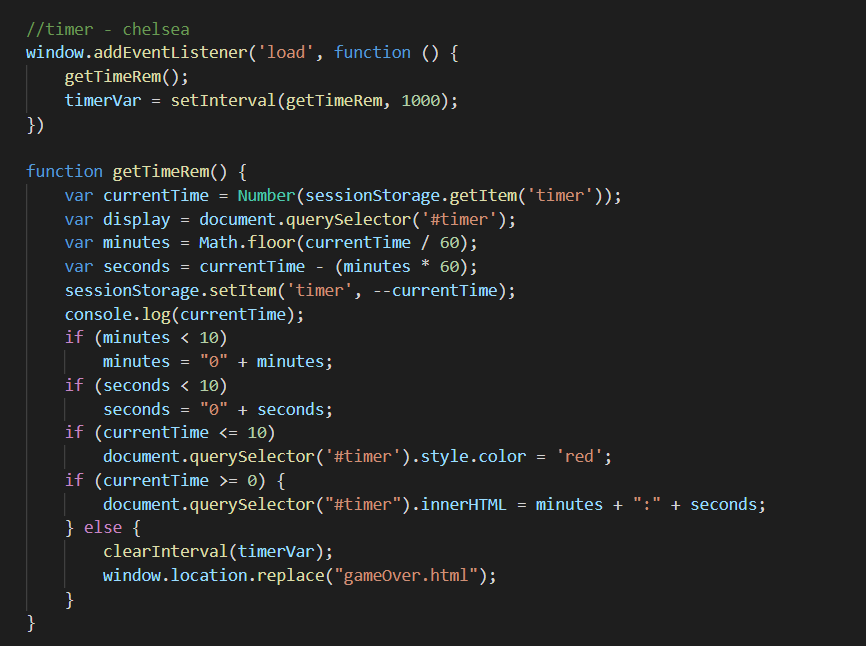 //timer - chelsea
window.addEventListener('load', function () {
    getTimeRem();
    timerVar = setInterval(getTimeRem, 1000);
})

function getTimeRem() {
    var currentTime = Number(sessionStorage.getItem('timer'));
    var display = document.querySelector('#timer');
    var minutes = Math.floor(currentTime / 60);
    var seconds = currentTime - (minutes * 60);
    sessionStorage.setItem('timer', --currentTime);
    console.log(currentTime);
    if (minutes < 10)
        minutes = "0" + minutes;
    if (seconds < 10)
        seconds = "0" + seconds;
    if (currentTime <= 10)
        document.querySelector('#timer').style.color = 'red';
    if (currentTime >= 0) {
        document.querySelector("#timer").innerHTML = minutes + ":" + seconds;
    } else {
        clearInterval(timerVar);
        window.location.replace("gameOver.html");
    }
}